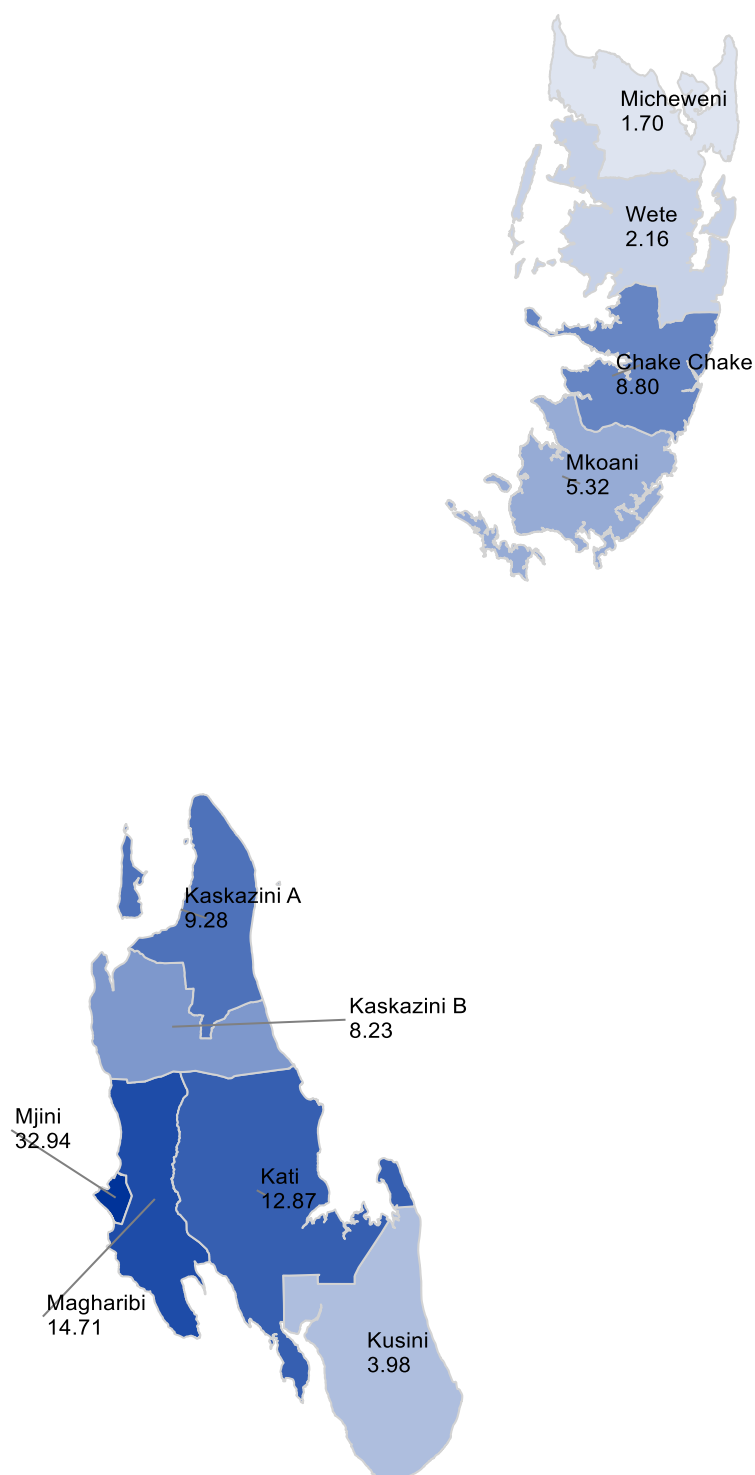 Micheweni
1.70
Wete
2.16
Chake Chake
8.80
Mkoani
5.32
Kaskazini A
9.28
Kaskazini B
8.23
Mjini
32.94
Kati
12.87
Magharibi
14.71
Kusini
3.98